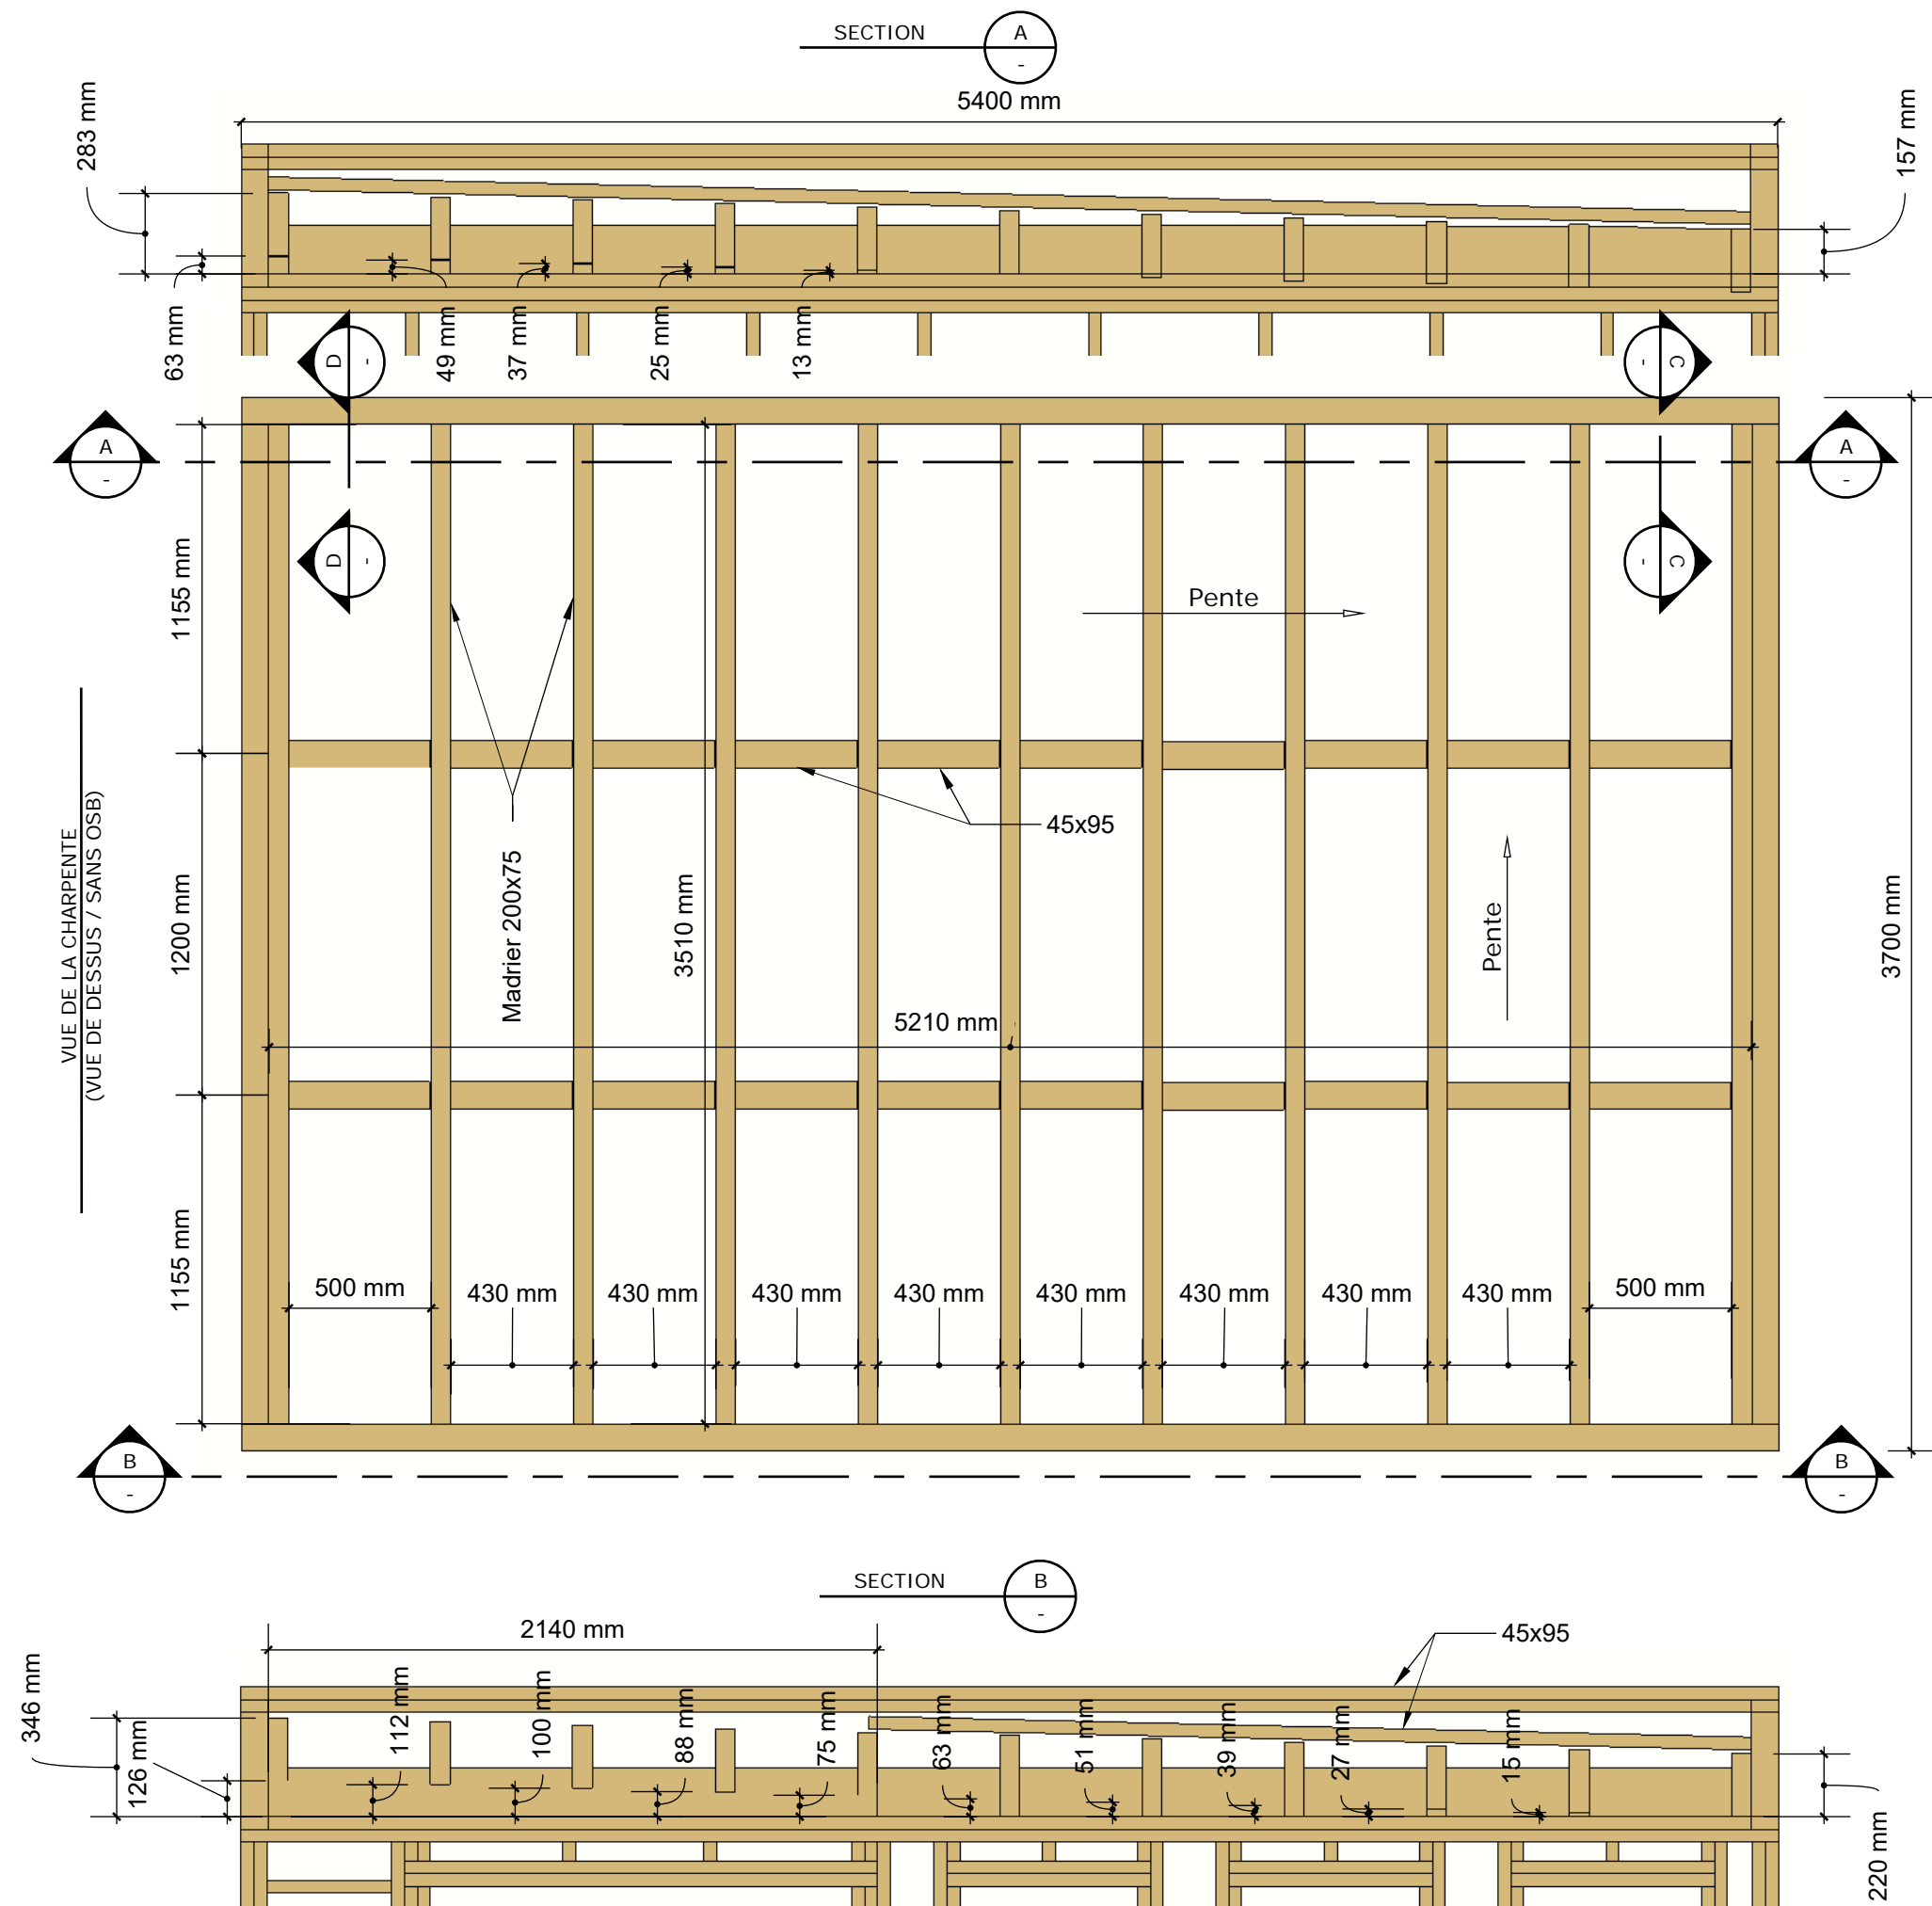 SECTION
A
-
5400 mm
283 mm
157 mm
63 mm
49 mm
37 mm
25 mm
13 mm
D
-
C
-
A
-
A
-
D
-
C
-
1155 mm
Pente
45x95
VUE DE LA CHARPENTE
(VUE DE DESSUS / SANS OSB)
1200 mm
Madrier 200x75
3510 mm
Pente
3700 mm
5210 mm
1155 mm
500 mm
430 mm
430 mm
430 mm
430 mm
430 mm
430 mm
430 mm
430 mm
500 mm
B
-
B
-
SECTION
B
-
2140 mm
45x95
346 mm
126 mm
112 mm
100 mm
88 mm
75 mm
63 mm
51 mm
39 mm
27 mm
15 mm
220 mm